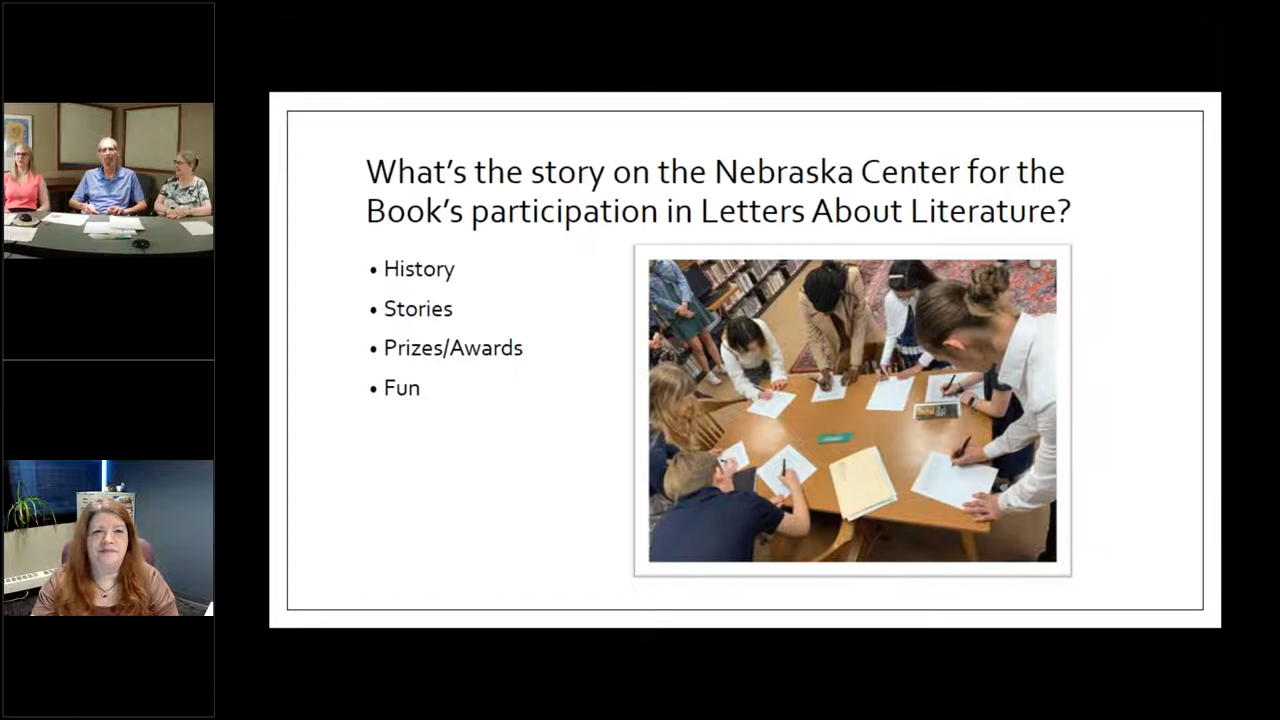 What's the story on the Nebraska Center for the
Book's participation in Letters About Literature?
• History
• Stories
• Prizes/Awards
• Fun